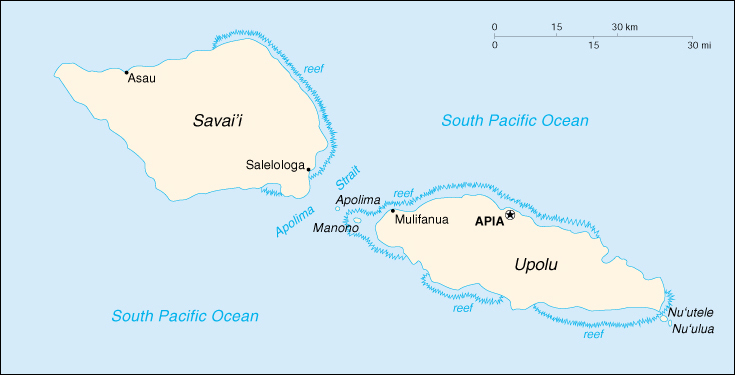 0 15 30 km
0 15 30 mi
reef
Asau
Savai'i
South Pacific Ocean
Salelologa
Strait
Apolima
reef
Apolima
Manono
Mulifanua
APIA
Upolu
South Pacific Ocean
Nu'utele
Nu'ulua
reef
reef